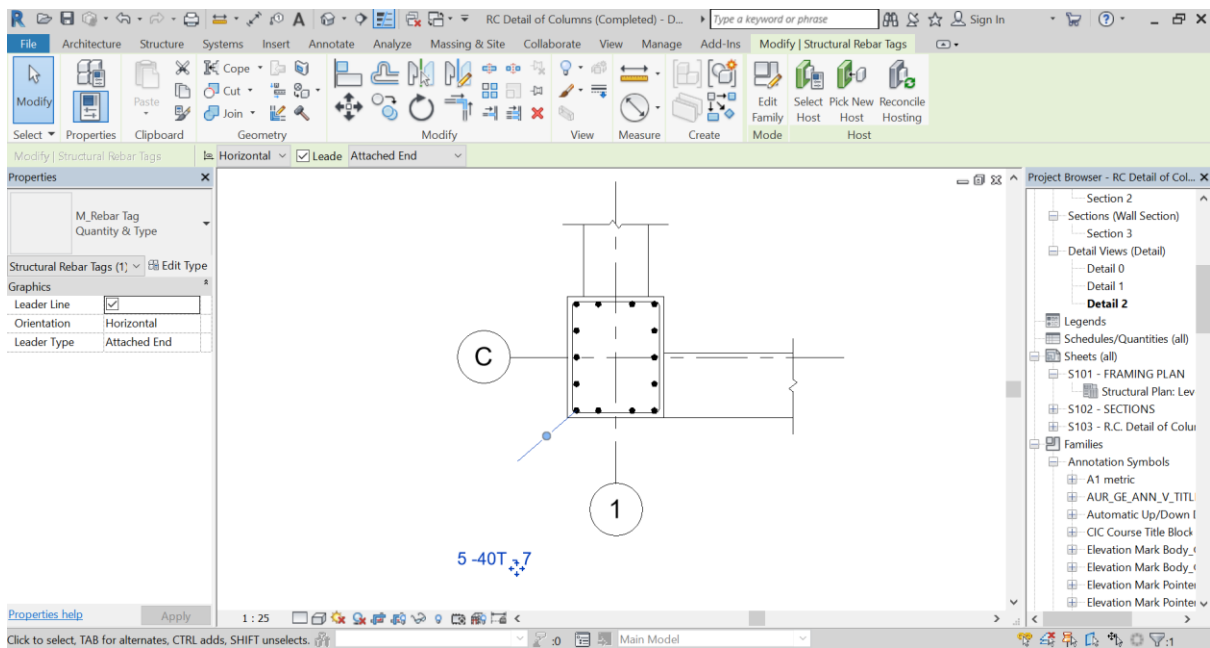 RC Detail of Columns (Completed) - D...
Type a keyword or phrase
Sign In
File Architecture Structure Systems Insert Annotate Analyze Massing & Site Collaborate View Manage Add-Ins Modify | Structural Rebar Tags
Modify
Paste
Cope
Cut
Join
Edit Family
Select Host
Pick New Host
Reconcile Hosting
Select Properties Clipboard Geometry Modify View Measure Create Mode Host
Modify | Structural Rebar Tags
Horizontal
Leade
Attached End
Properties
M_Rebar Tag
Quantity & Type
Structural Rebar Tags (1)
Edit Type
Graphics
Leader Line
Orientation Horizontal
Leader Type Attached End
Properties help
Apply
C
1
5 -40T - 7
1 : 25
Project Browser - RC Detail of Col...
Section 2
Sections (Wall Section)
Section 3
Detail Views (Detail)
Detail 0
Detail 1
Detail 2
Legends
Schedules/Quantities (all)
Sheets (all)
S101 - FRAMING PLAN
Structural Plan: Lev
S102 - SECTIONS
S103 - R.C. Detail of Colu
Families
Annotation Symbols
A1 metric
AUR_GE_ANN_V_TITL
Automatic Up/Down
CIC Course Title Block
Elevation Mark Body_
Elevation Mark Body_
Elevation Mark Pointer
Elevation Mark Pointer
Click to select, TAB for alternates, CTRL adds, SHIFT unselects.
:0
Main Model
:1